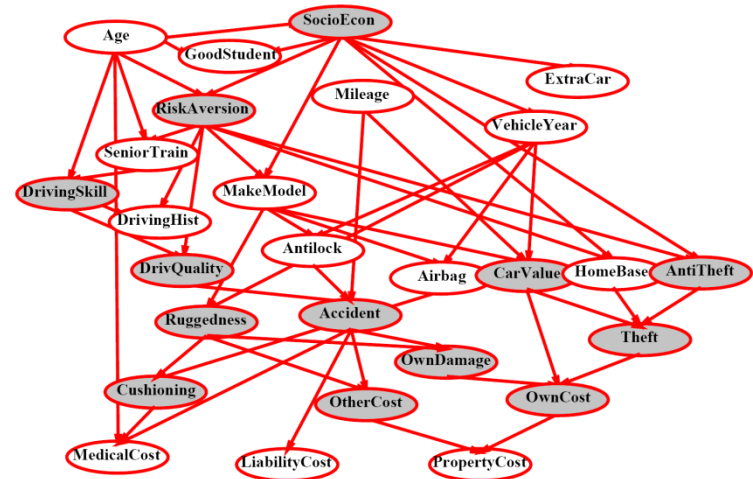 SocioEcon
Age
GoodStudent
ExtraCar
Mileage
RiskAversion
VehicleYear
SeniorTrain
DrivingSkill
MakeModel
DrivingHist
Antilock
DrivQuality
Airbag
CarValue
HomeBase
AntiTheft
Ruggedness
Accident
Theft
OwnDamage
Cushioning
OtherCost
OwnCost
MedicalCost
LiabilityCost
PropertyCost